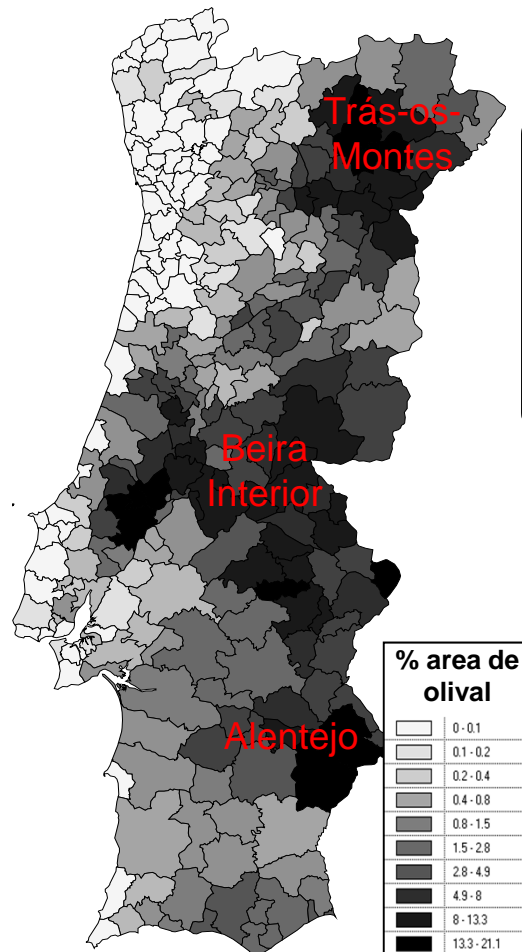 Trás-os-
Montes
Beira
Interior
Alentejo
% area de
olival
0 - 0.1
0.1 - 0.2
0.2 - 0.4
0.4 - 0.8
0.8 - 1.5
1.5 - 2.8
2.8 - 4.9
4.9 - 8
8 - 13.3
13.3 - 21.1